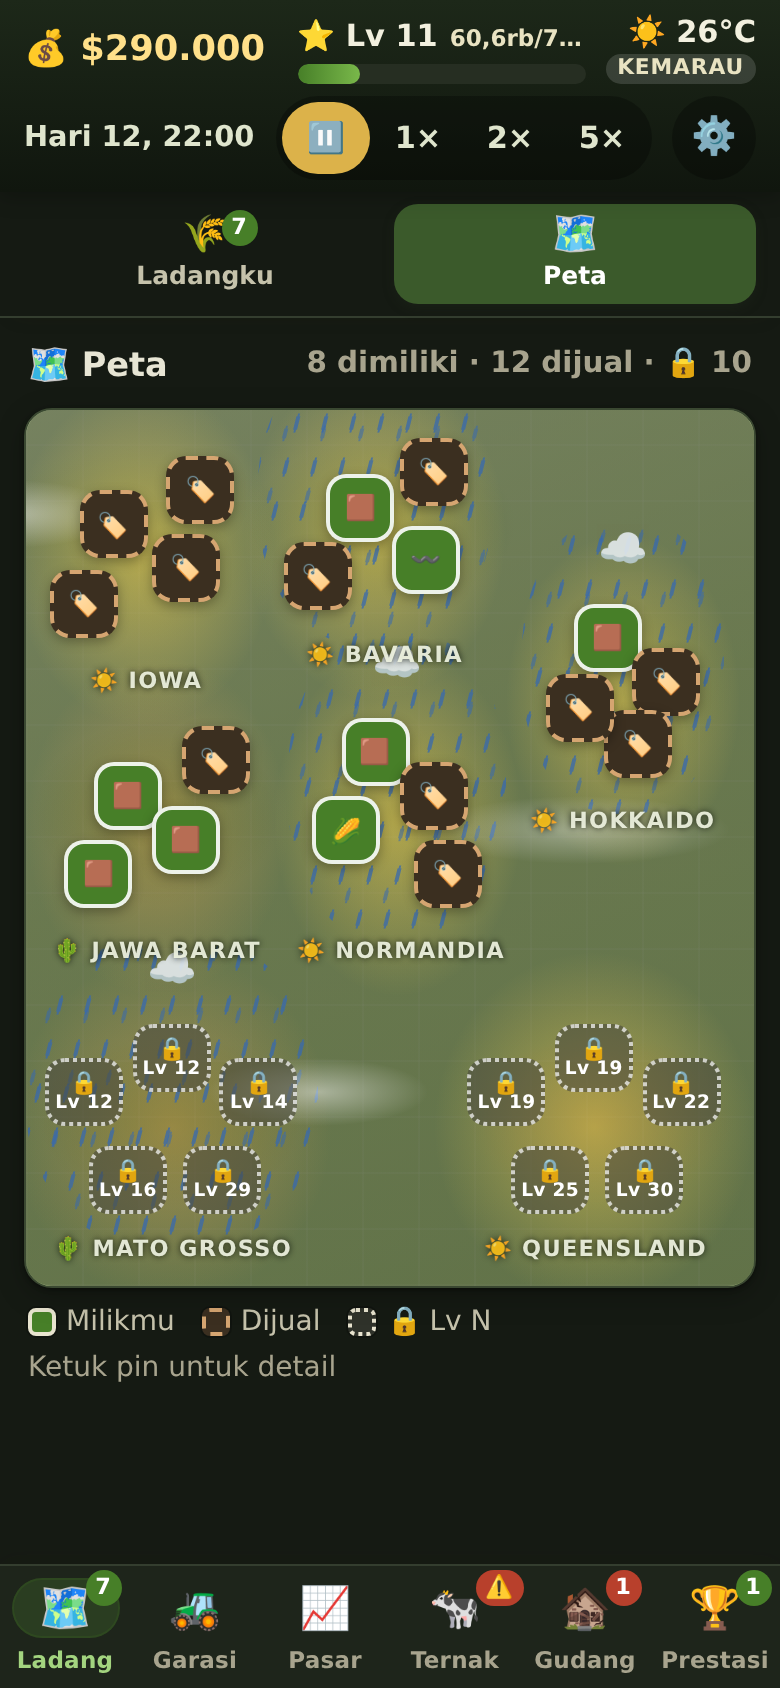 $290.000
Lv 11 60,6rb/7...
26°C
KEMARAU
Hari 12, 22:00
1×
2×
5×
7
Ladangku
Peta
Peta
8 dimiliki · 12 dijual · 10
IOWA
BAVARIA
HOKKAIDO
JAWA BARAT
NORMANDIA
Lv 12
Lv 12
Lv 14
Lv 16
Lv 29
MATO GROSSO
Lv 19
Lv 19
Lv 22
Lv 25
Lv 30
QUEENSLAND
Milikmu
Dijual
Lv N
Ketuk pin untuk detail
7
Ladang
Garasi
Pasar
Ternak
1
Gudang
1
Prestasi